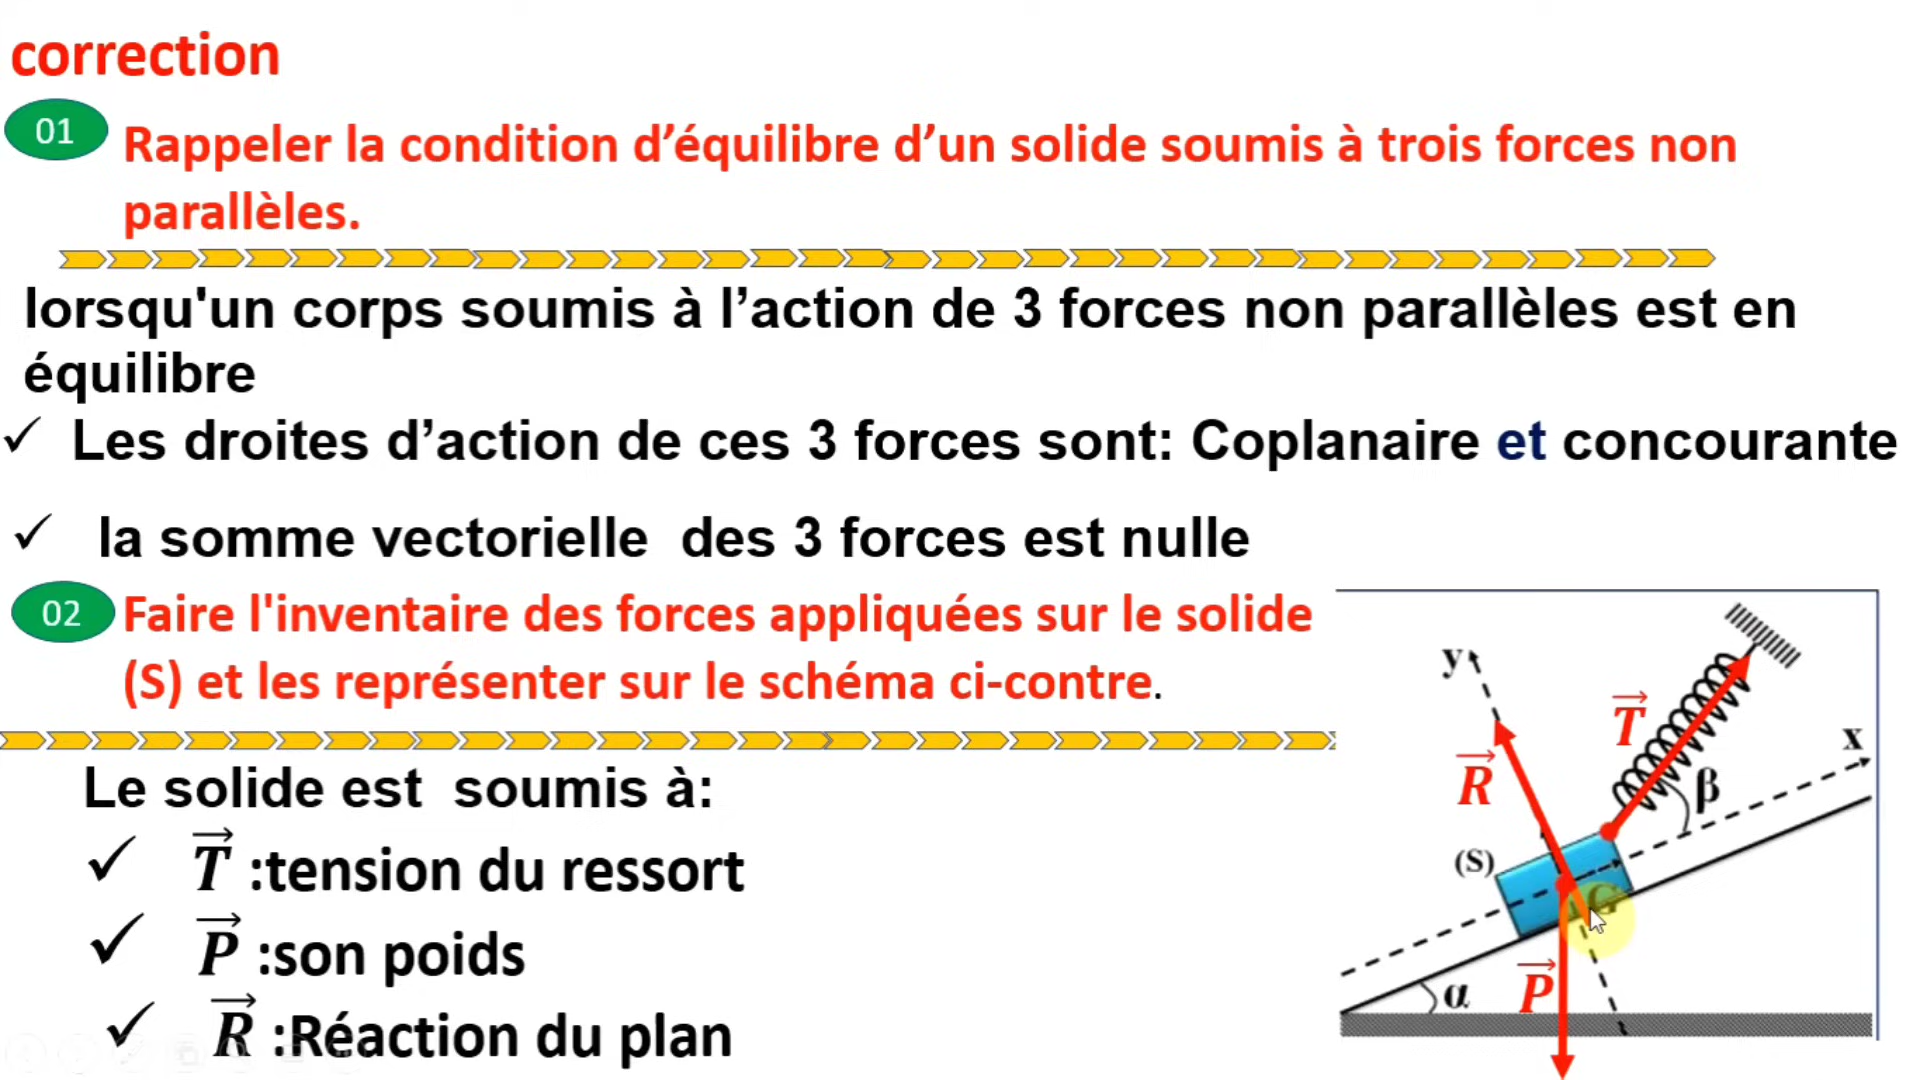 correction
01
Rappeler la condition d’équilibre d’un solide soumis à trois forces non
parallèles.
lorsqu'un corps soumis à l’action de 3 forces non parallèles est en
équilibre
✓ Les droites d’action de ces 3 forces sont: Coplanaire et concourante
✓ la somme vectorielle des 3 forces est nulle
02
Faire l'inventaire des forces appliquées sur le solide
(S) et les représenter sur le schéma ci-contre.
Le solide est soumis à:
✓ T⃗ :tension du ressort
✓ P⃗ :son poids
✓ R⃗ :Réaction du plan
y
T⃗
x
R⃗
β
(S)
G
P⃗
α